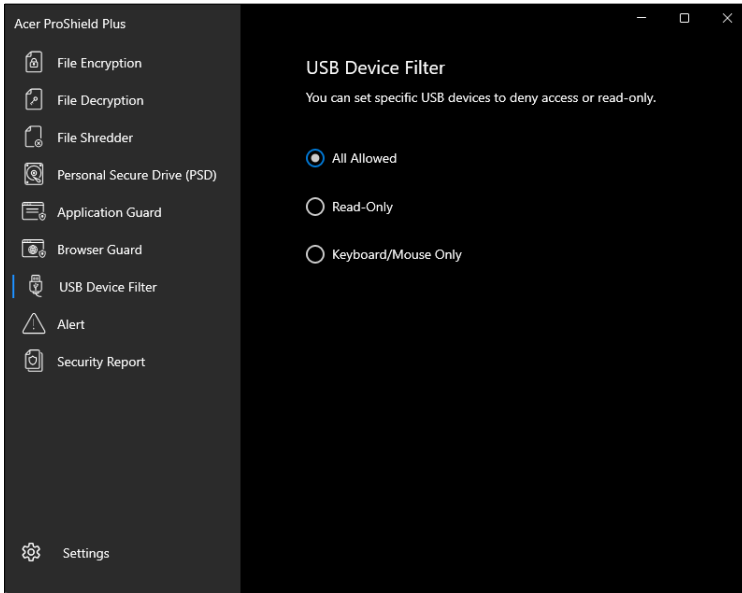 Acer ProShield Plus
File Encryption
File Decryption
File Shredder
Personal Secure Drive (PSD)
Application Guard
Browser Guard
USB Device Filter
Alert
Security Report
Settings
USB Device Filter
You can set specific USB devices to deny access or read-only.
All Allowed
Read-Only
Keyboard/Mouse Only